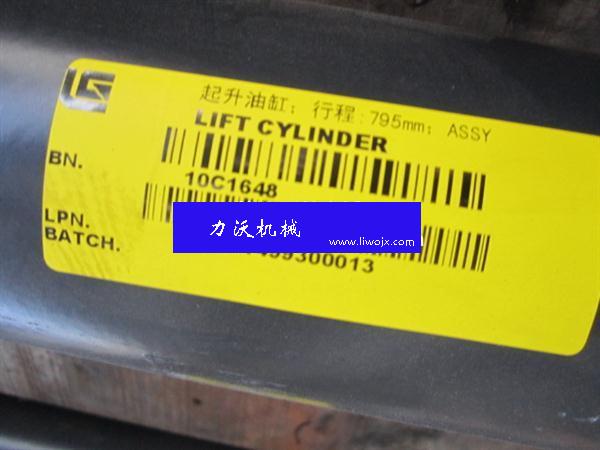 起升油缸; 行程:795mm; ASSY
LIFT CYLINDER
BN.
10C1648
LPN.
BATCH.
力沃机械
www.liwojx.com
99300013